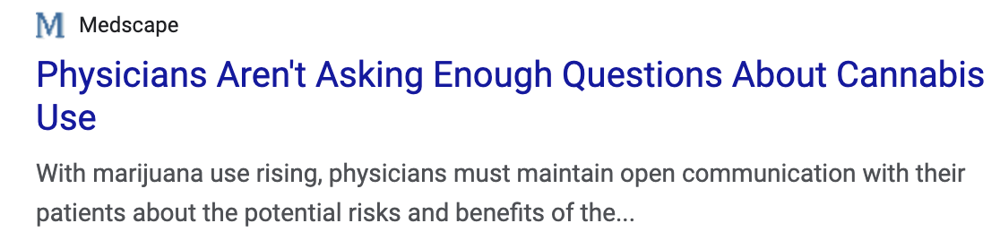 M Medscape
Physicians Aren't Asking Enough Questions About Cannabis
Use
With marijuana use rising, physicians must maintain open communication with their
patients about the potential risks and benefits of the...